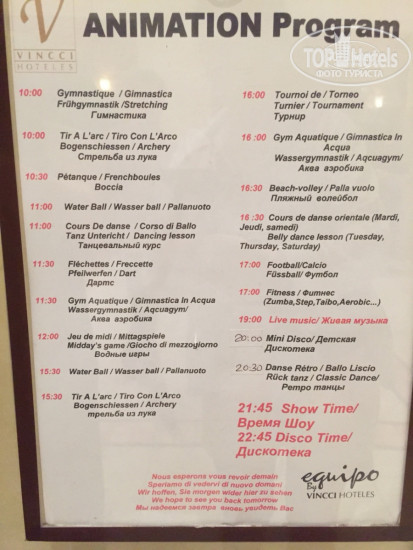 V
VINCCI
HOTELES
ANIMATION Program
TOPHotels
ФОТО ТУРИСТА
10:00 Gymnastique / Gimnastica
Frühgymnastik /Stretching
Гимнастика
10:00 Tir A L'arc / Tiro Con L'Arco
Bogenschiessen / Archery
Стрельба из лука
10:30 Pétanque / Frenchboules
Boccia
11:00 Water Ball / Wasser ball / Pallanuoto
11:00 Cours De danse / Corso di Ballo
Tanz Untericht / Dancing lesson
Танцевальный курс
11:30 Fléchettes / Freccette
Pfeilwerfen / Dart
Дартс
11:30 Gym Aquatique / Gimnastica In Acqua
Wassergymnastik / Aquagym/
Аква аэробика
12:00 Jeu de midi / Mittagspiele
Midday's game /Giocho di mezzogiorno
Водные игры
15:30 Water Ball / Wasser ball / Pallanuoto
15:30 Tir A L'arc / Tiro Con L'Arco
Bogenschiessen / Archery
трельба из лука
16:00 Tournoi de / Torneo
Turnier / Tournament
Турнир
16:00 Gym Aquatique / Gimnastica In
Acqua
Wassergymnastik / Aqcuagym/
Аква аэробика
16:30 Beach-volley / Palla vuolo
Пляжный волейбол
16:30 Cours de danse orientale (Mardi,
Jeudi, samedi)
Belly dance lesson (Tuesday,
Thursday, Saturday)
17:00 Football/Calcio
Füssball/ Футбол
17:00 Fitness / Фитнес
(Zumba,Step,Taibo,Aerobic...)
19:00 Live music/ Живая музыка
20:00 Mini Disco/ Детская
Дискотека
20:30 Danse Rétro / Ballo Liscio
Rück tanz / Classic Dance/
Ретро танцы
21:45 Show Time/
Время Шоу
22:45 Disco Time/
Дискотека
Nous esperons vous revoir demain
Speriamo di vedervi di nuovo domani
Wir hoffen, Sie morgen wider hier zu sehen
We hope to see you back tomorrow
Мы надеемся завтра вновь увидеть Вас
equipo
By
VINCCI HOTELES